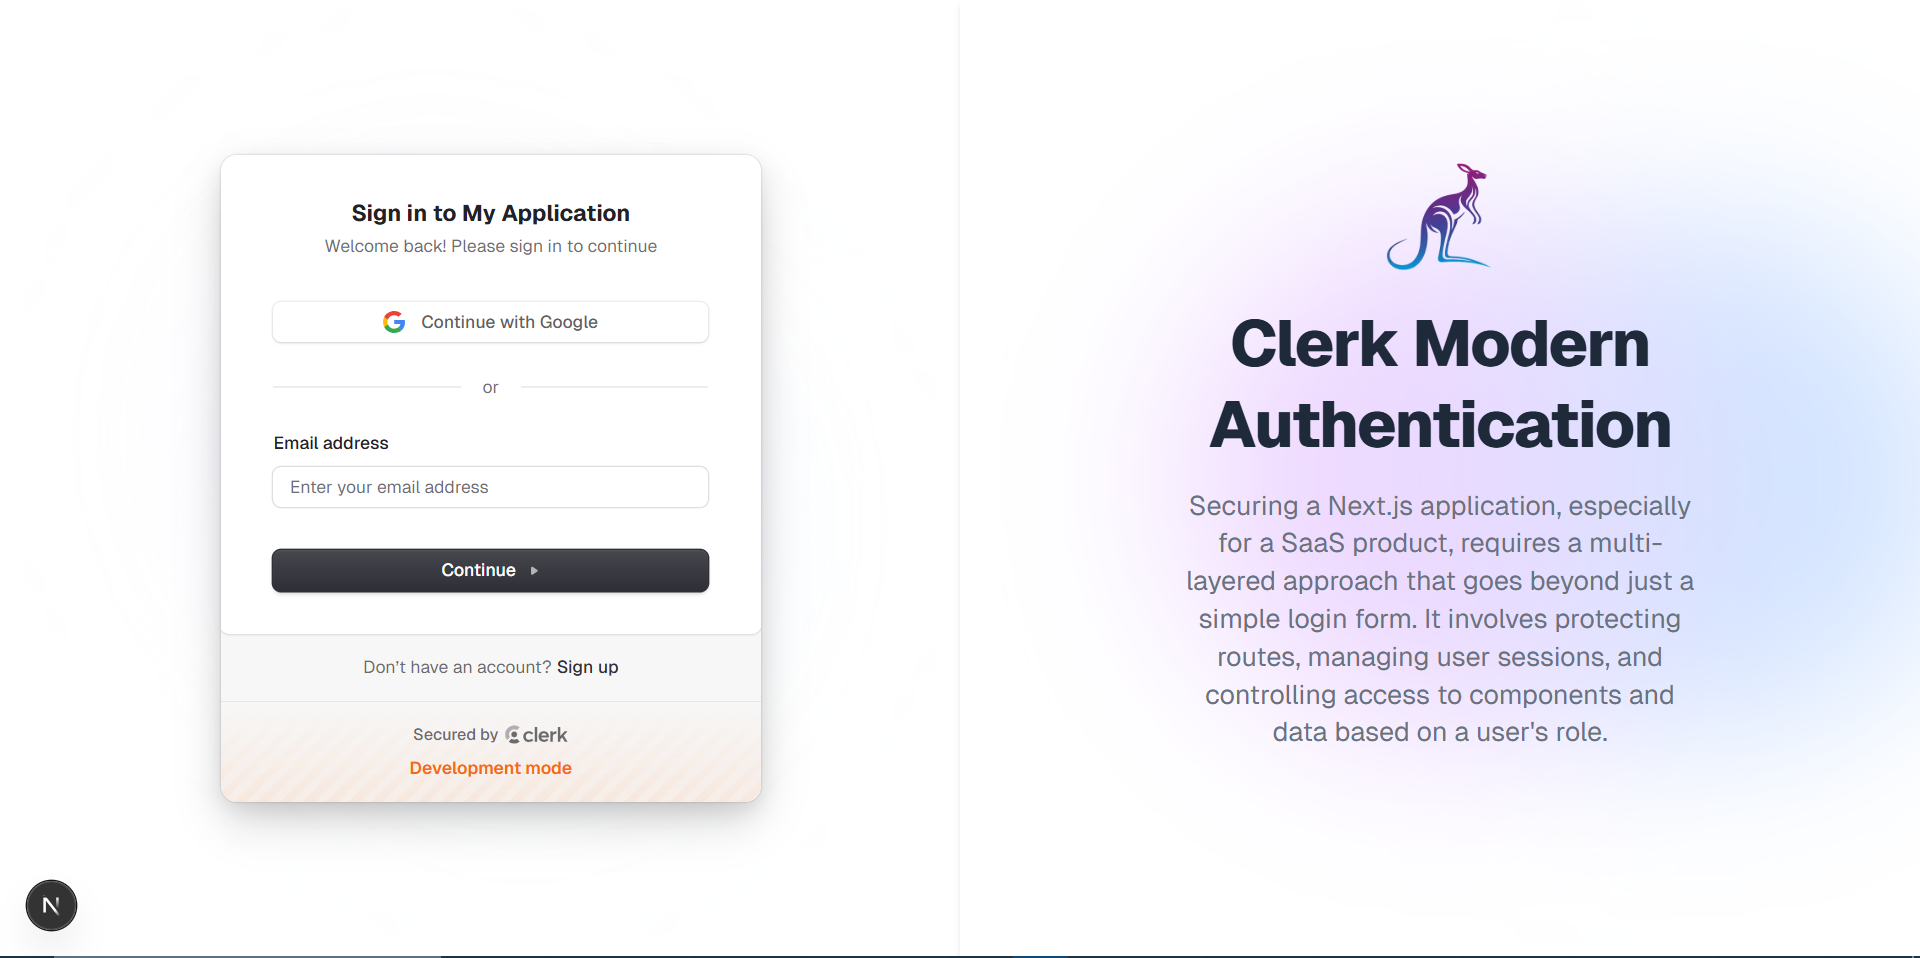 Sign in to My Application
Welcome back! Please sign in to continue
Continue with Google
or
Email address
Enter your email address
Continue
Don’t have an account? Sign up
Secured by clerk
Development mode
N
Clerk Modern
Authentication
Securing a Next.js application, especially
for a SaaS product, requires a multi-
layered approach that goes beyond just a
simple login form. It involves protecting
routes, managing user sessions, and
controlling access to components and
data based on a user's role.